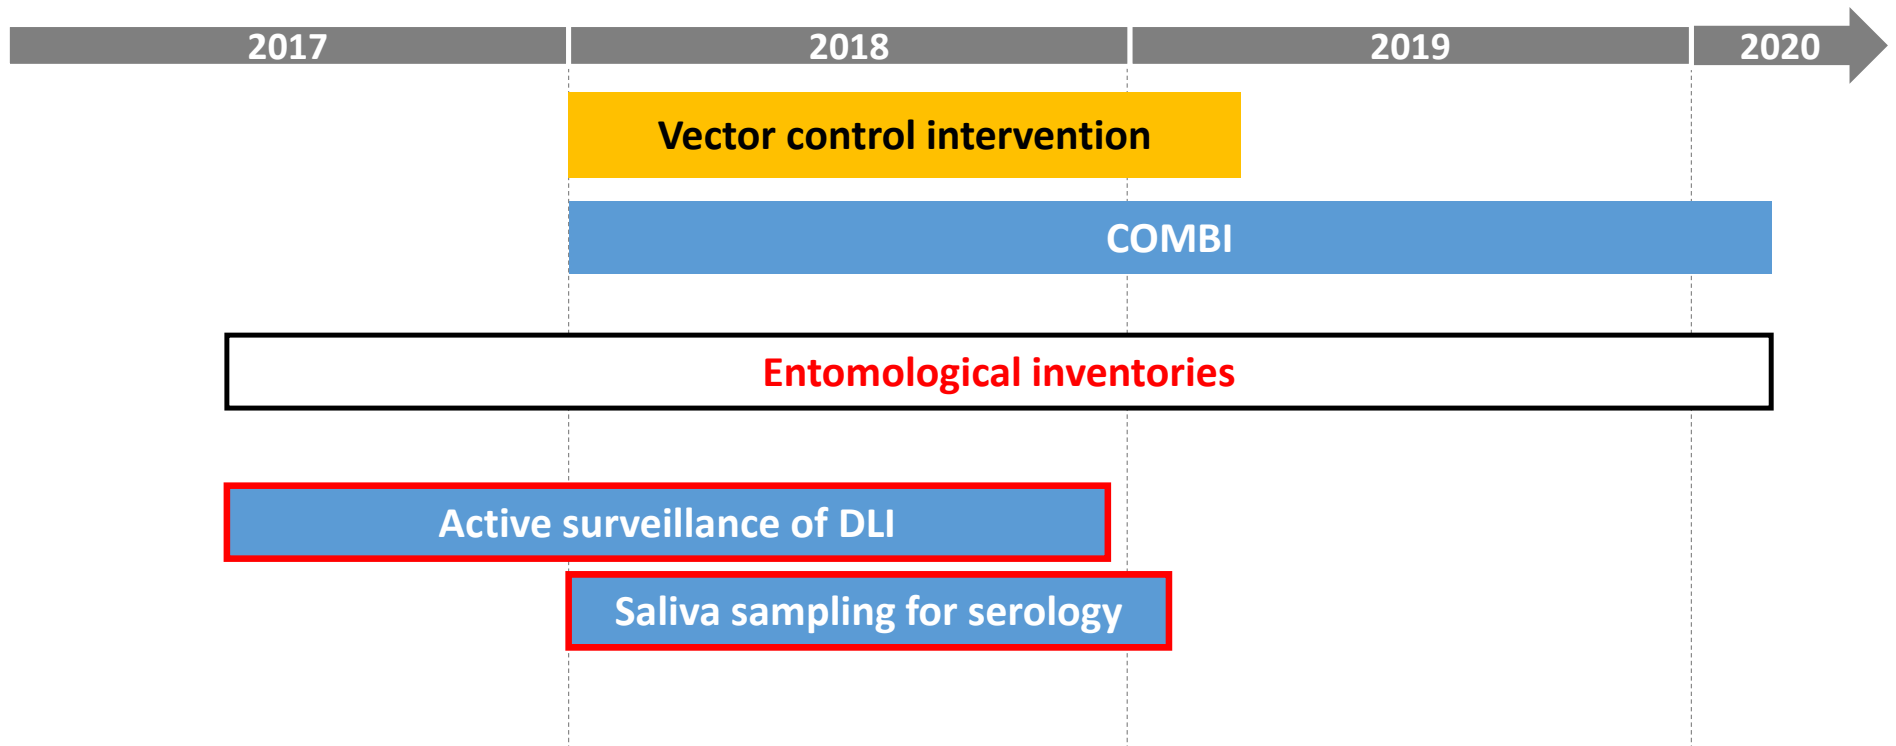 2017 2018 2019 2020
Vector control intervention
COMBI
Entomological inventories
Active surveillance of DLI
Saliva sampling for serology